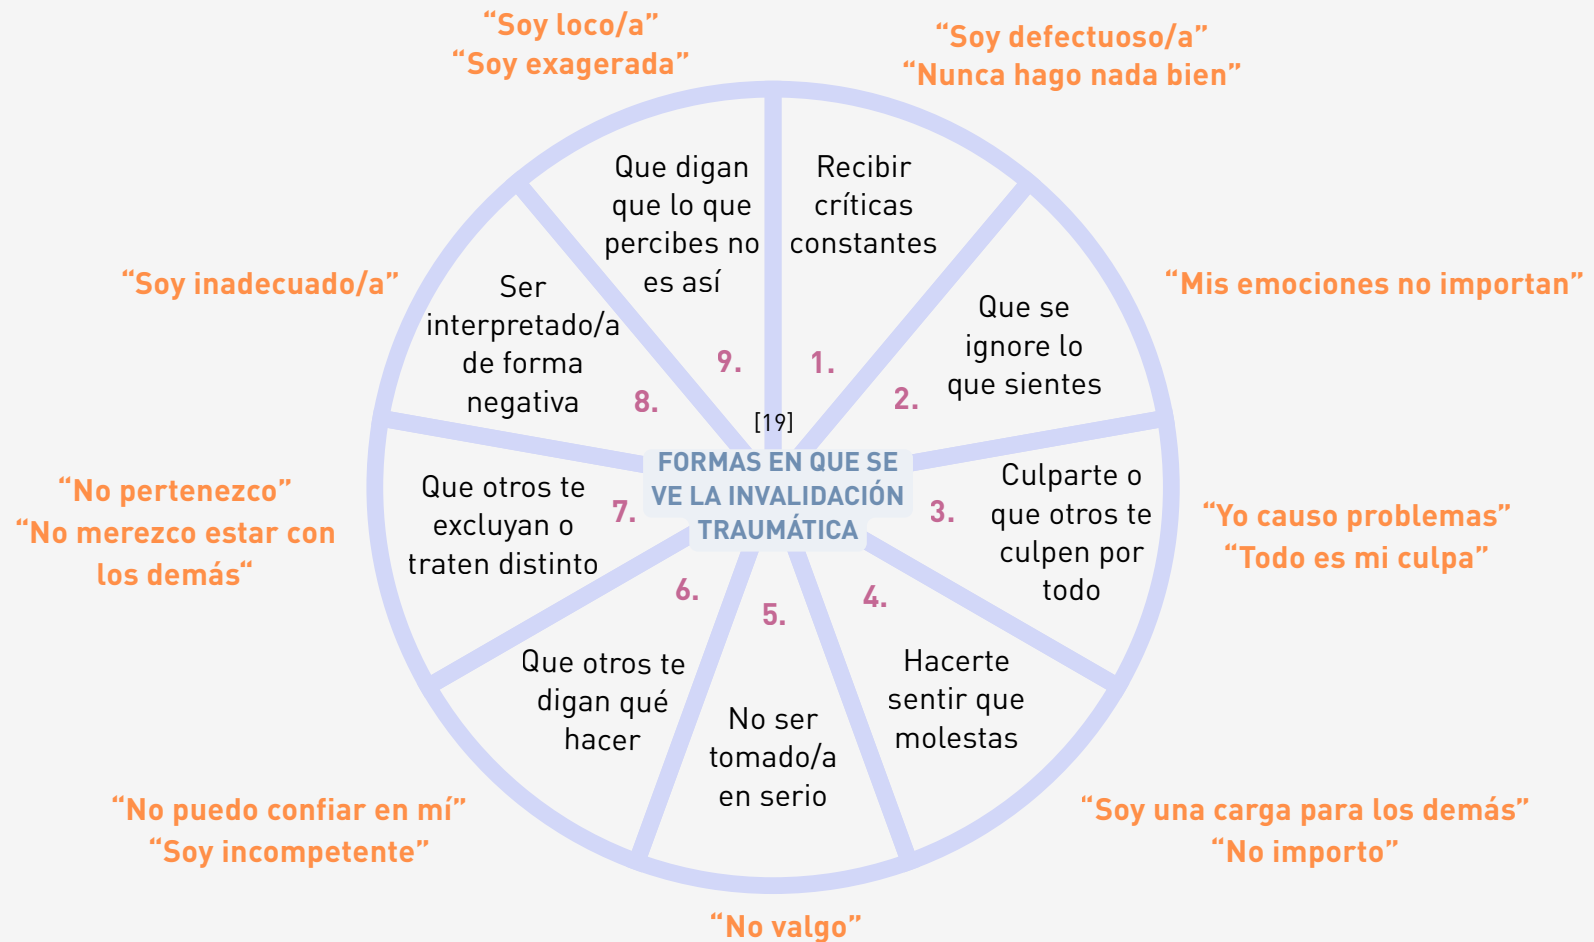 “Soy loco/a”
“Soy exagerada”
“Soy defectuoso/a”
“Nunca hago nada bien”
“Mis emociones no importan”
“Yo causo problemas”
“Todo es mi culpa”
“Soy una carga para los demás”
“No importo”
“No valgo”
“No puedo confiar en mí”
“Soy incompetente”
“No pertenezco”
“No merezco estar con
los demás“
“Soy inadecuado/a”
[19]
FORMAS EN QUE SE
VE LA INVALIDACIÓN
TRAUMÁTICA
1.
Recibir
críticas
constantes
2.
Que se
ignore lo
que sientes
3.
Culparte o
que otros te
culpen por
todo
4.
Hacerte
sentir que
molestas
5.
No ser
tomado/a
en serio
6.
Que otros te
digan qué
hacer
7.
Que otros te
excluyan o
traten distinto
8.
Ser
interpretado/a
de forma
negativa
9.
Que digan
que lo que
percibes no
es así